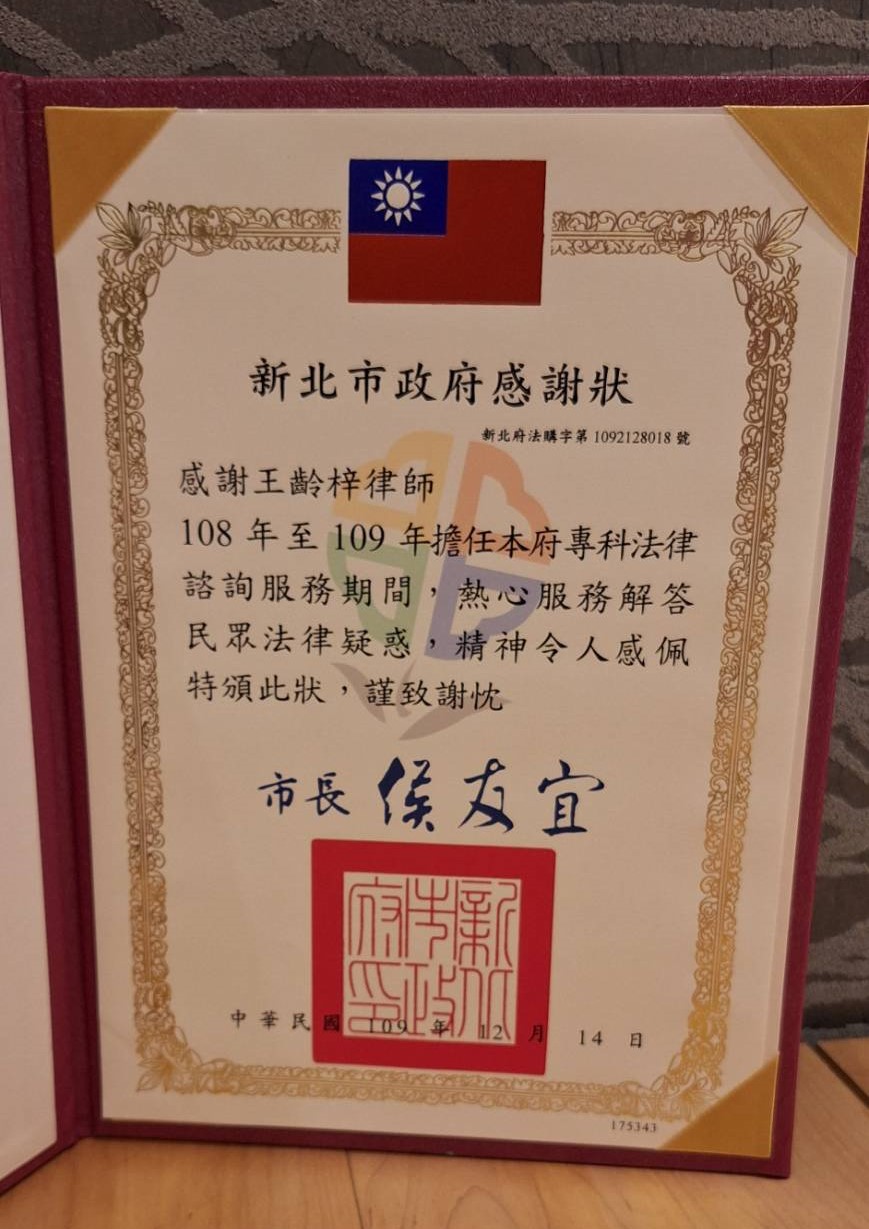 新北市政府感謝狀
新北府法購字第 1092128018 號
感謝王齡梓律師
108 年至 109 年擔任本府專科法律
諮詢服務期間，熱心服務解答
民眾法律疑惑，精神令人感佩
特頒此狀，謹致謝忱
市長 侯友宜
新北市政府印
中華民國 109 年 12 月 14 日
175343